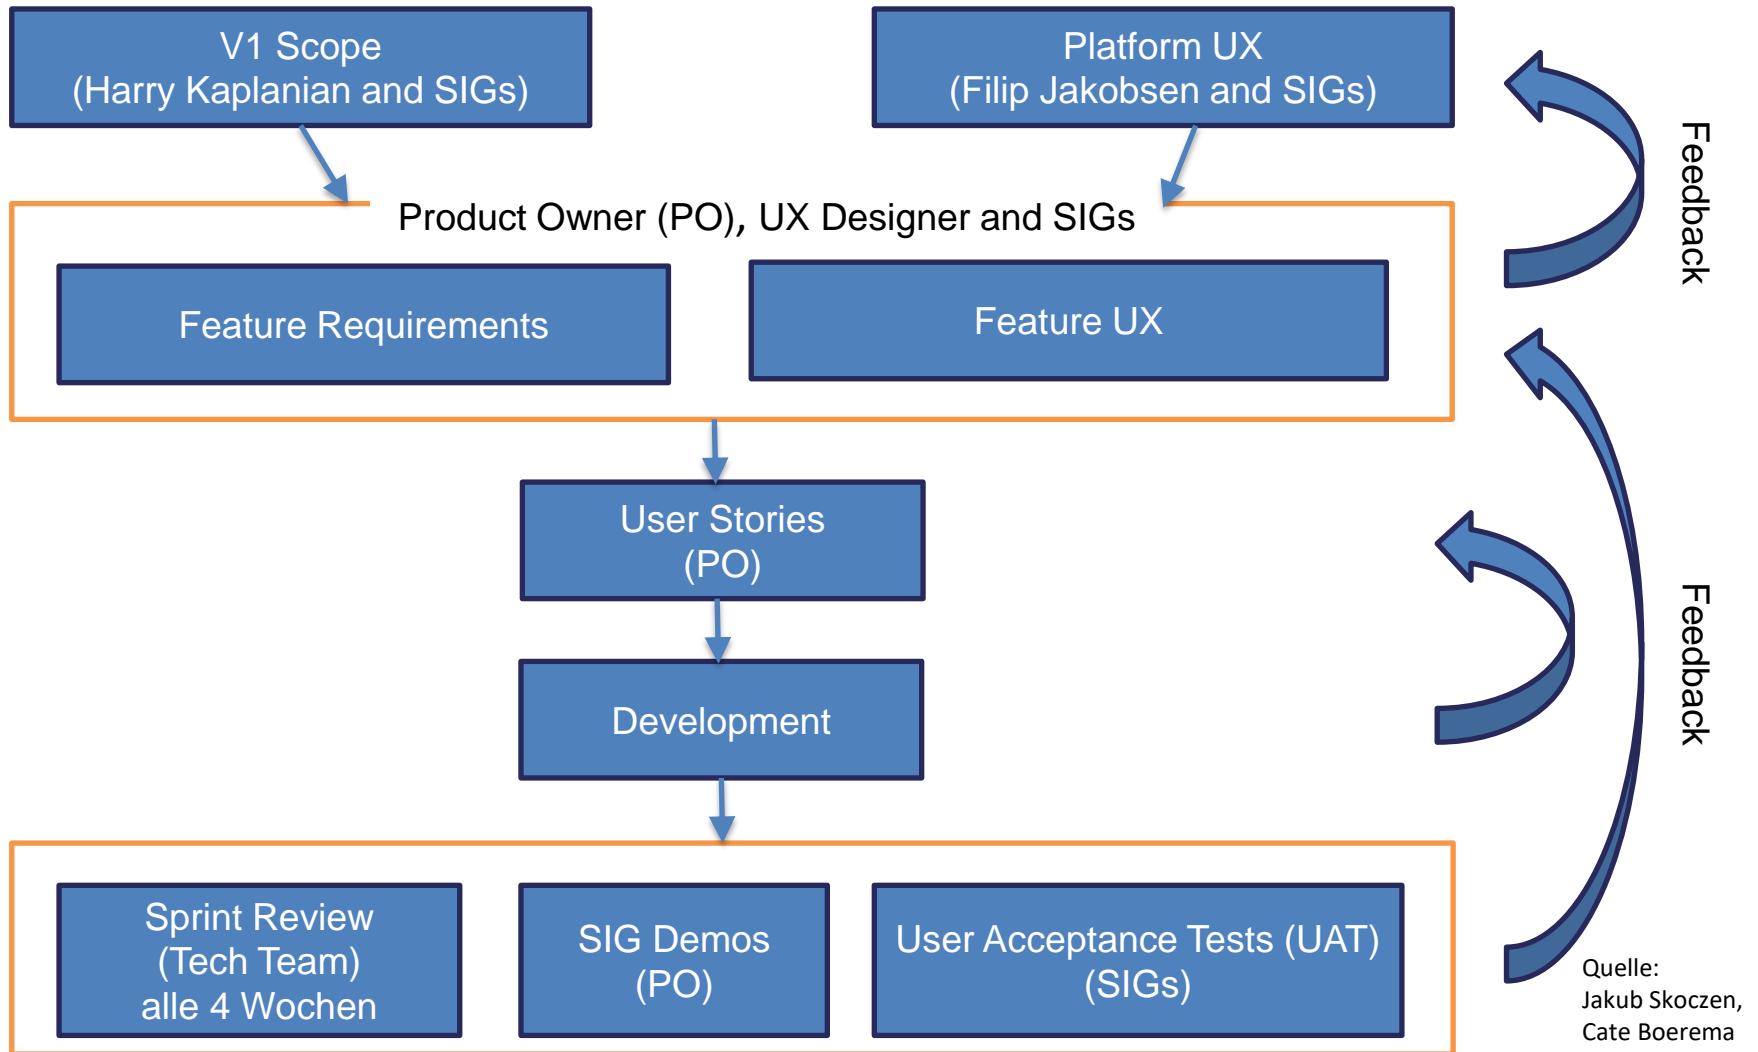 V1 Scope
(Harry Kaplanian and SIGs)
Platform UX
(Filip Jakobsen and SIGs)
Feedback
Product Owner (PO), UX Designer and SIGs
Feature Requirements
Feature UX
User Stories
(PO)
Feedback
Development
Sprint Review
(Tech Team)
alle 4 Wochen
SIG Demos
(PO)
User Acceptance Tests (UAT)
(SIGs)
Quelle:
Jakub Skoczen,
Cate Boerema